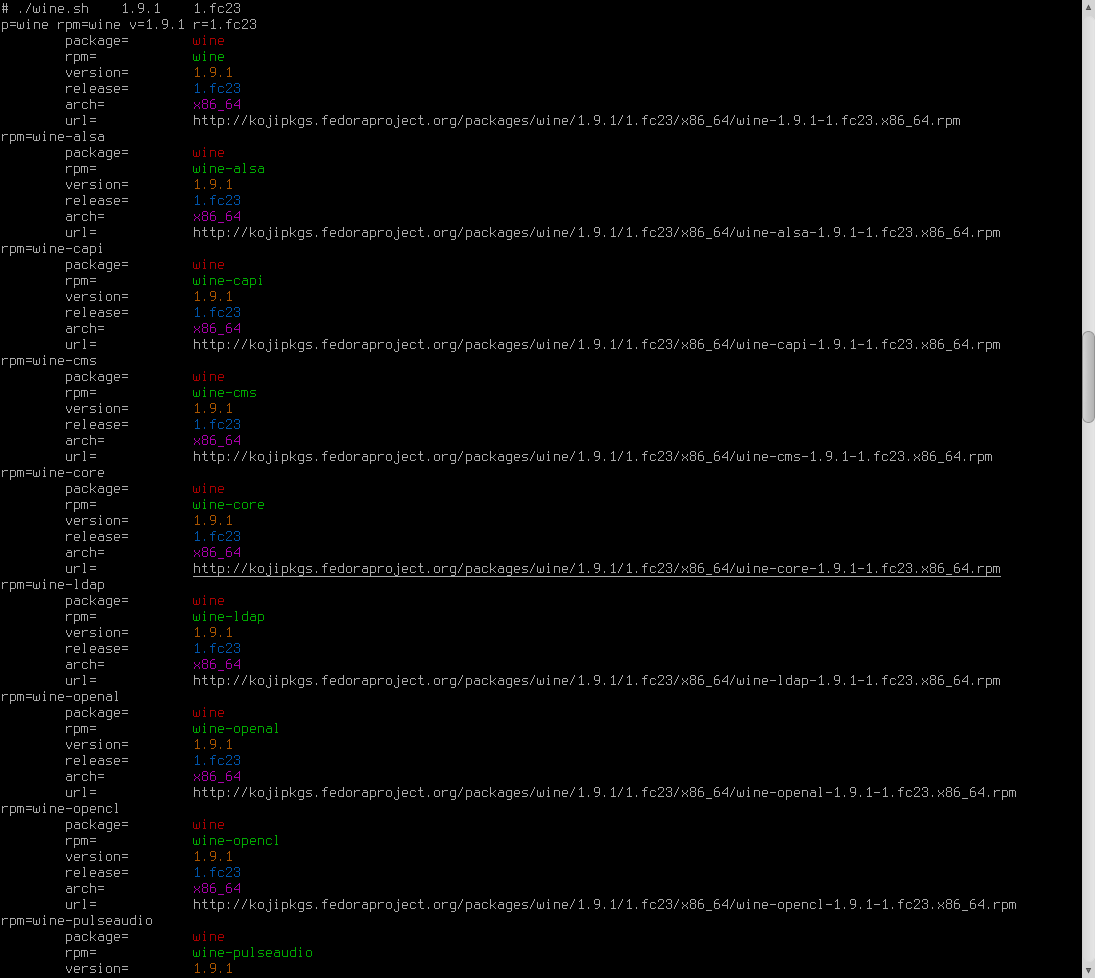 # ./wine.sh    1.9.1    1.fc23
p=wine rpm=wine v=1.9.1 r=1.fc23
        package=        wine
        rpm=            wine
        version=        1.9.1
        release=        1.fc23
        arch=           x86_64
        url=            http://kojipkgs.fedoraproject.org/packages/wine/1.9.1/1.fc23/x86_64/wine-1.9.1-1.fc23.x86_64.rpm
rpm=wine-alsa
        package=        wine
        rpm=            wine-alsa
        version=        1.9.1
        release=        1.fc23
        arch=           x86_64
        url=            http://kojipkgs.fedoraproject.org/packages/wine/1.9.1/1.fc23/x86_64/wine-alsa-1.9.1-1.fc23.x86_64.rpm
rpm=wine-capi
        package=        wine
        rpm=            wine-capi
        version=        1.9.1
        release=        1.fc23
        arch=           x86_64
        url=            http://kojipkgs.fedoraproject.org/packages/wine/1.9.1/1.fc23/x86_64/wine-capi-1.9.1-1.fc23.x86_64.rpm
rpm=wine-cms
        package=        wine
        rpm=            wine-cms
        version=        1.9.1
        release=        1.fc23
        arch=           x86_64
        url=            http://kojipkgs.fedoraproject.org/packages/wine/1.9.1/1.fc23/x86_64/wine-cms-1.9.1-1.fc23.x86_64.rpm
rpm=wine-core
        package=        wine
        rpm=            wine-core
        version=        1.9.1
        release=        1.fc23
        arch=           x86_64
        url=            http://kojipkgs.fedoraproject.org/packages/wine/1.9.1/1.fc23/x86_64/wine-core-1.9.1-1.fc23.x86_64.rpm
rpm=wine-ldap
        package=        wine
        rpm=            wine-ldap
        version=        1.9.1
        release=        1.fc23
        arch=           x86_64
        url=            http://kojipkgs.fedoraproject.org/packages/wine/1.9.1/1.fc23/x86_64/wine-ldap-1.9.1-1.fc23.x86_64.rpm
rpm=wine-openal
        package=        wine
        rpm=            wine-openal
        version=        1.9.1
        release=        1.fc23
        arch=           x86_64
        url=            http://kojipkgs.fedoraproject.org/packages/wine/1.9.1/1.fc23/x86_64/wine-openal-1.9.1-1.fc23.x86_64.rpm
rpm=wine-opencl
        package=        wine
        rpm=            wine-opencl
        version=        1.9.1
        release=        1.fc23
        arch=           x86_64
        url=            http://kojipkgs.fedoraproject.org/packages/wine/1.9.1/1.fc23/x86_64/wine-opencl-1.9.1-1.fc23.x86_64.rpm
rpm=wine-pulseaudio
        package=        wine
        rpm=            wine-pulseaudio
        version=        1.9.1